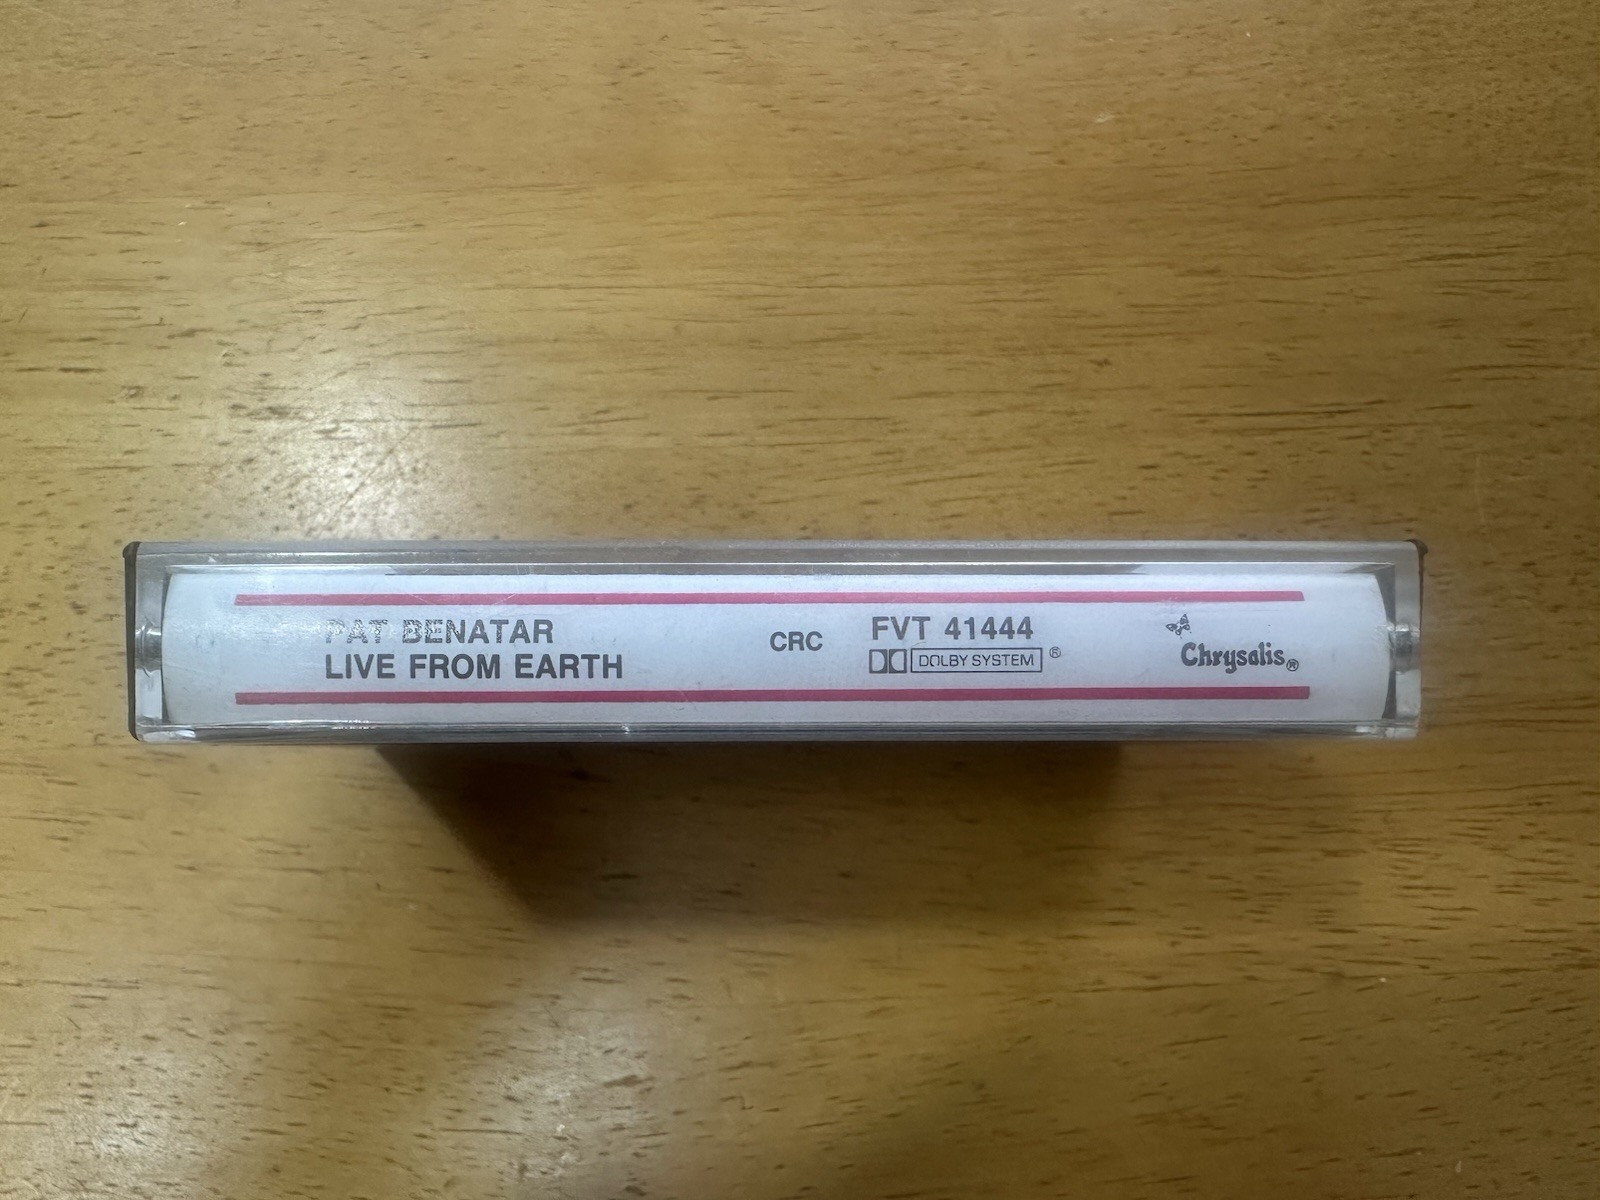 PAT BENATAR
LIVE FROM EARTH
CRC
FVT 41444
DOLBY SYSTEM ®
Chrysalis®